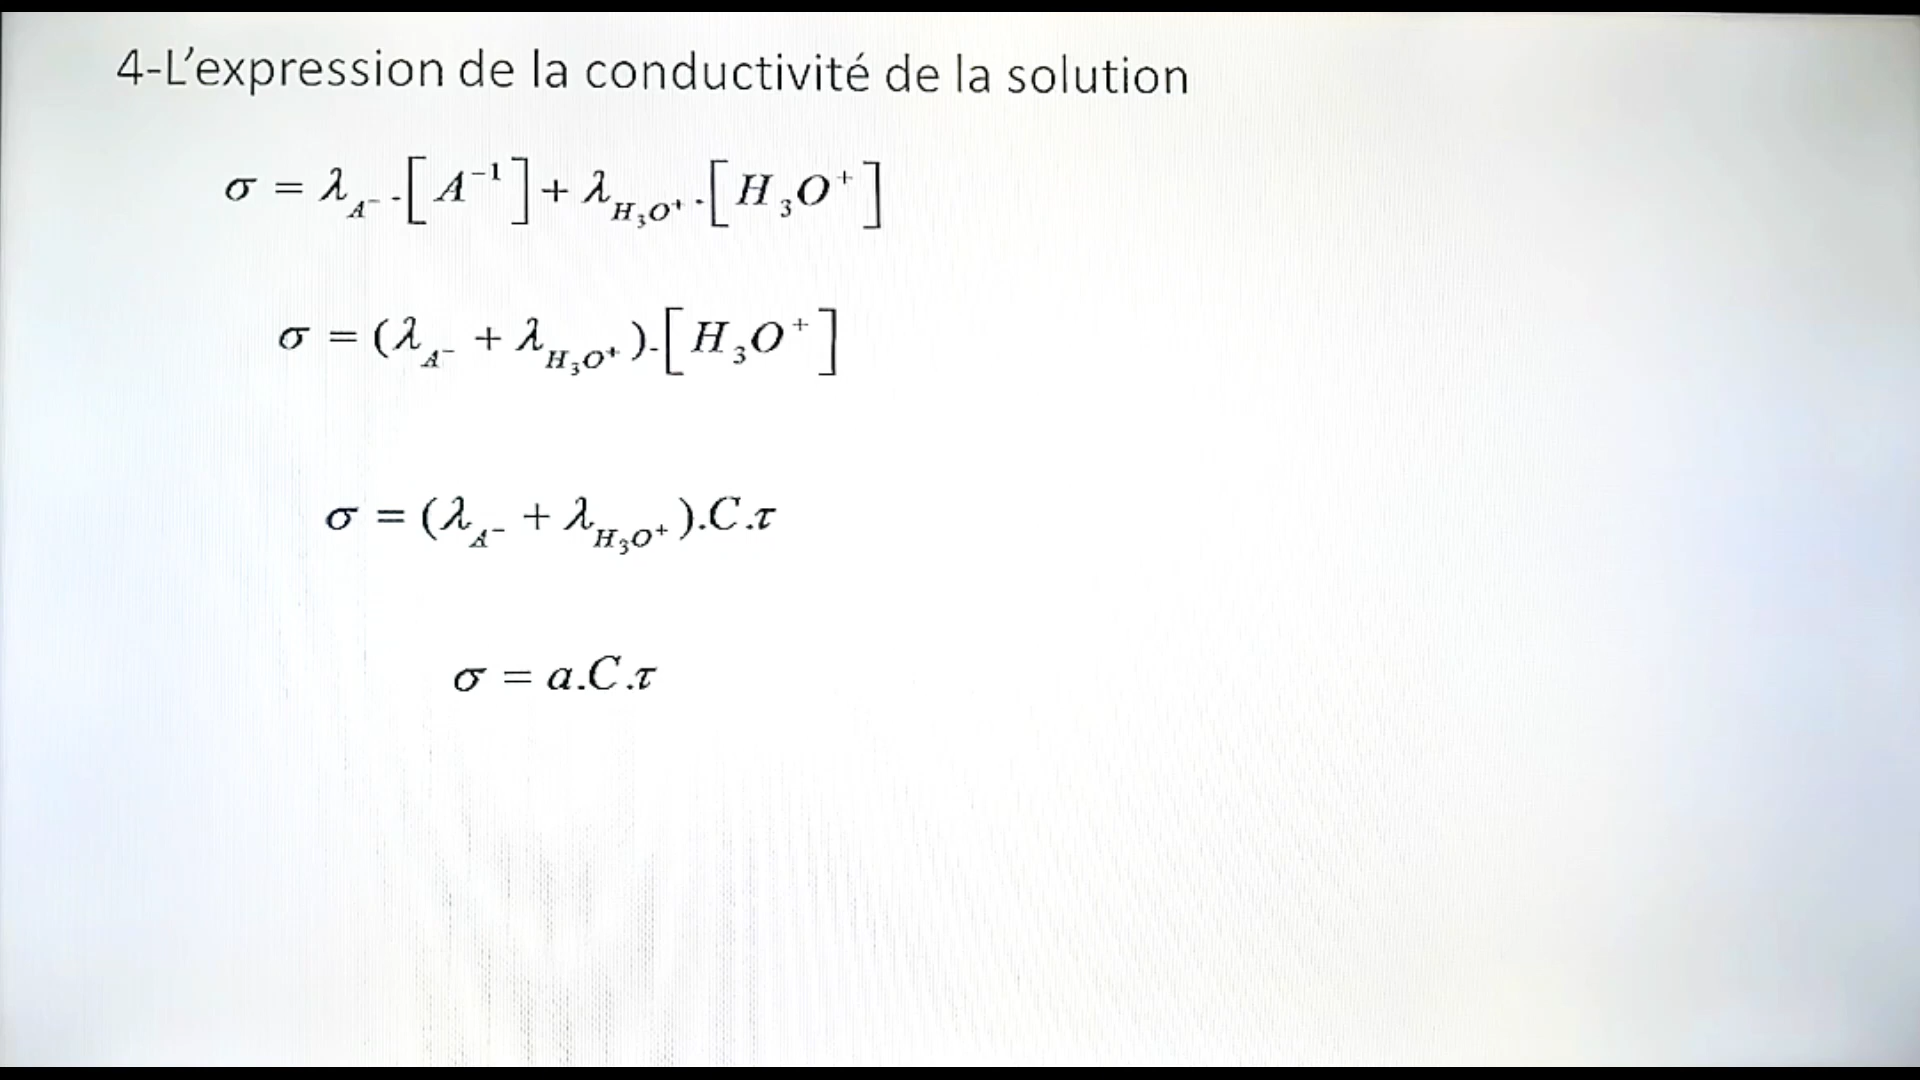 4-L’expression de la conductivité de la solution
σ = λ_{A⁻}.[A⁻¹] + λ_{H₃O⁺}.[H₃O⁺]
σ = (λ_{A⁻} + λ_{H₃O⁺}).[H₃O⁺]
σ = (λ_{A⁻} + λ_{H₃O⁺}).C.τ
σ = a.C.τ